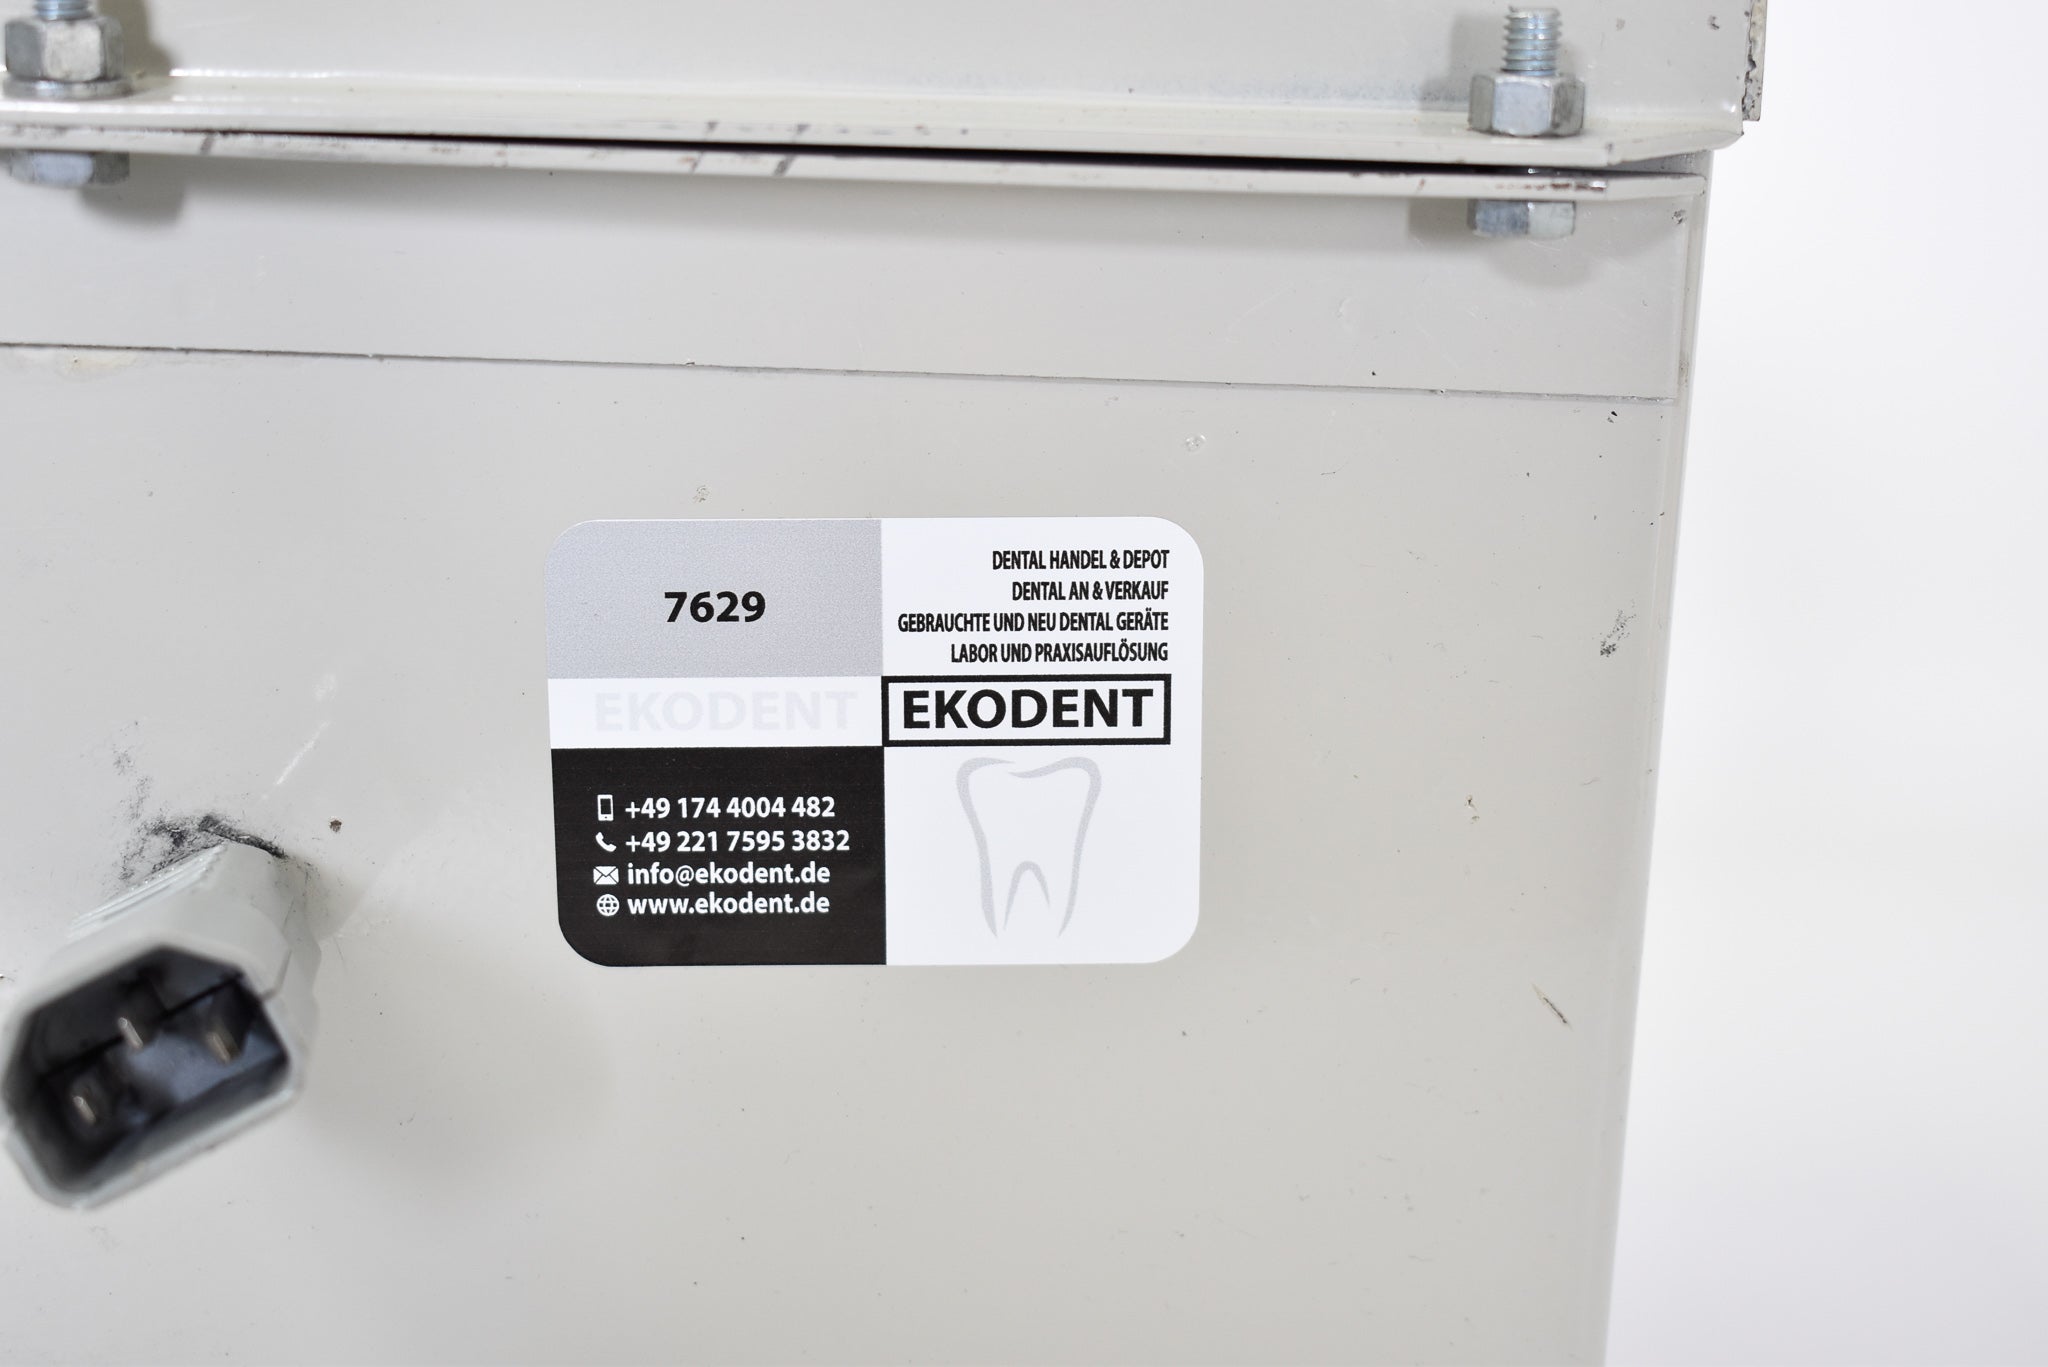 7629
DENTAL HANDEL & DEPOT
DENTAL AN & VERKAUF
GEBRAUCHTE UND NEU DENTAL GERÄTE
LABOR UND PRAXISAUFLÖSUNG
EKODENT
EKODENT
+49 174 4004 482
+49 221 7595 3832
info@ekodent.de
www.ekodent.de